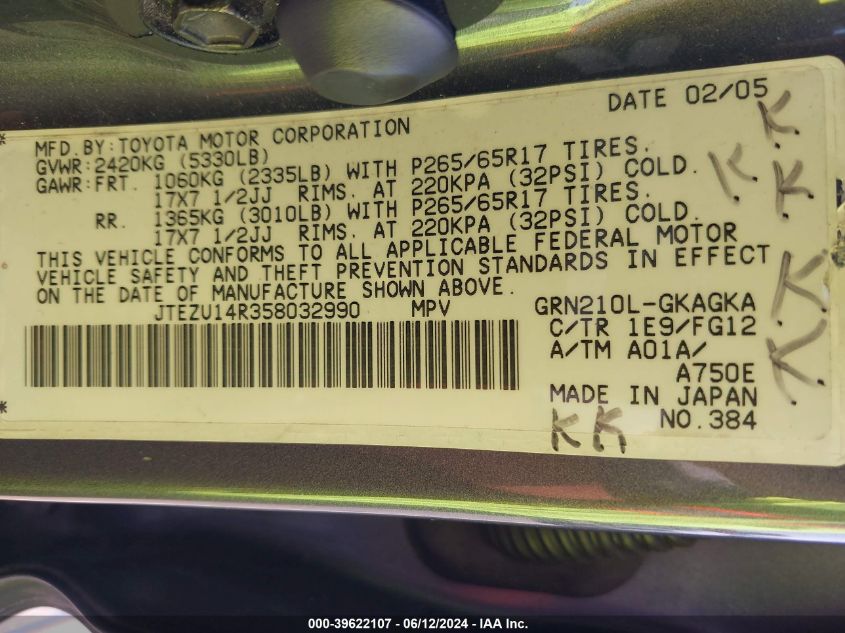 DATE 02/05
MFD.BY:TOYOTA MOTOR CORPORATION
GVWR:2420KG (5330LB)
GAWR:FRT. 1060KG (2335LB) WITH P265/65R17 TIRES.
17X7 1/2JJ RIMS. AT 220KPA (32PSI) COLD.
RR. 1365KG (3010LB) WITH P265/65R17 TIRES.
17X7 1/2JJ RIMS. AT 220KPA (32PSI) COLD.
THIS VEHICLE CONFORMS TO ALL APPLICABLE FEDERAL MOTOR
VEHICLE SAFETY AND THEFT PREVENTION STANDARDS IN EFFECT
ON THE DATE OF MANUFACTURE SHOWN ABOVE.
JTEZU14R358032990 MPV
GRN210L-GKAGKA
C/TR 1E9/FG12
A/TM A01A/
A750E
MADE IN JAPAN
NO.384
K.
K.
K.
K.
K.
K K
000-39622107 - 06/12/2024 - IAA Inc.